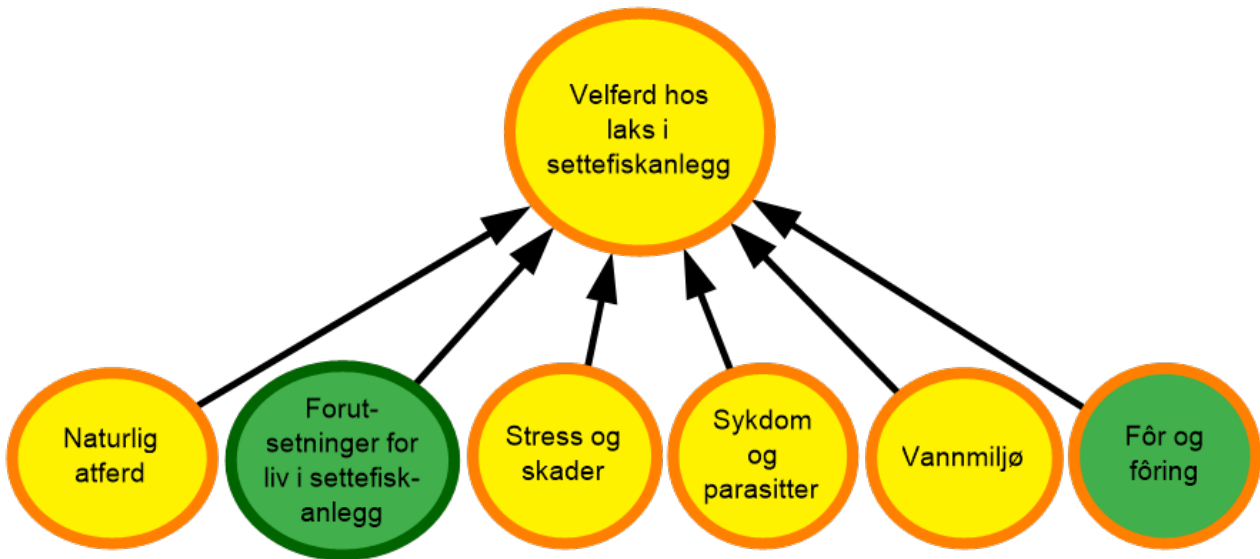 Velferd hos
laks i
settefiskanlegg
Naturlig
atferd
Forut-
setninger for
liv i settefisk-
anlegg
Stress og
skader
Sykdom
og
parasitter
Vannmiljø
Fôr og
fôring